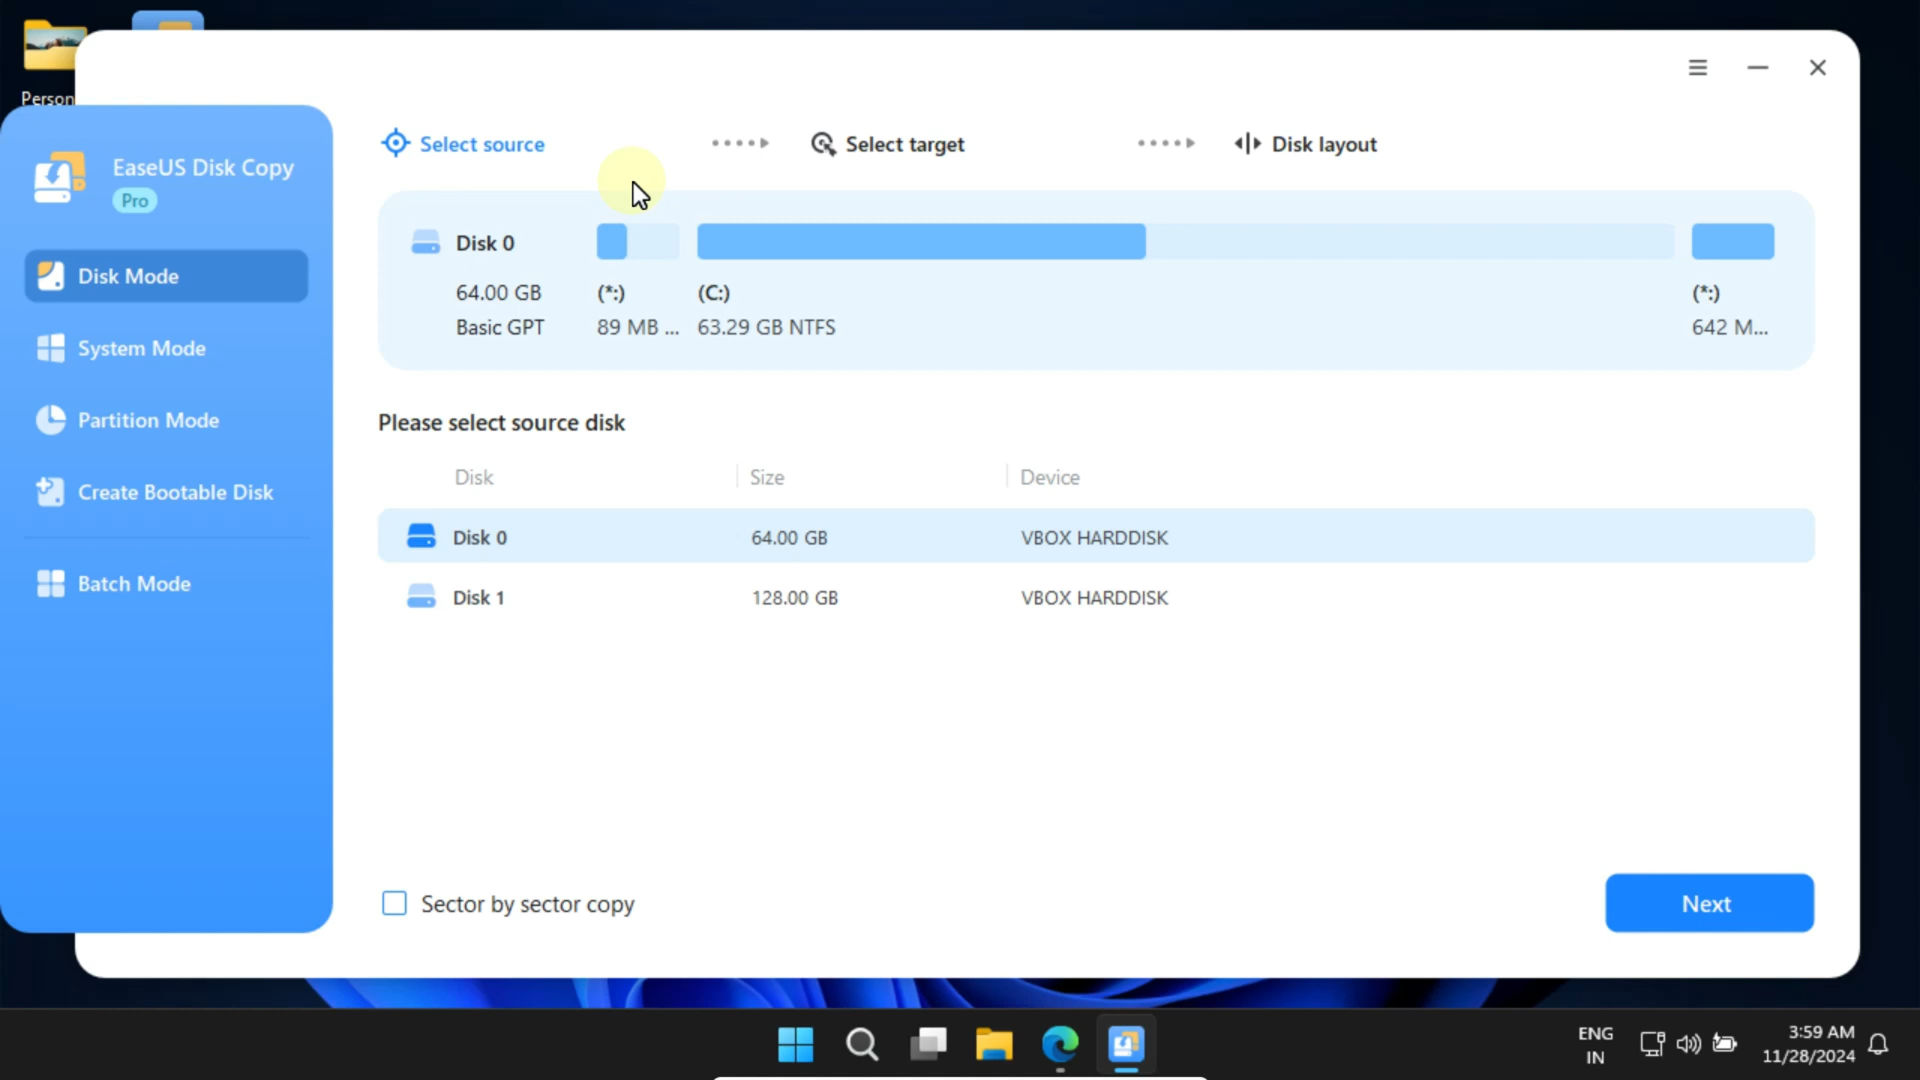 Person
EaseUS Disk Copy
Pro
Disk Mode
System Mode
Partition Mode
Create Bootable Disk
Batch Mode
Select source
Select target
Disk layout
Disk 0
64.00 GB (*:) (C:) (*:)
Basic GPT 89 MB ... 63.29 GB NTFS 642 M...
Please select source disk
Disk Size Device
Disk 0 64.00 GB VBOX HARDDISK
Disk 1 128.00 GB VBOX HARDDISK
Sector by sector copy
Next
ENG
IN
3:59 AM
11/28/2024